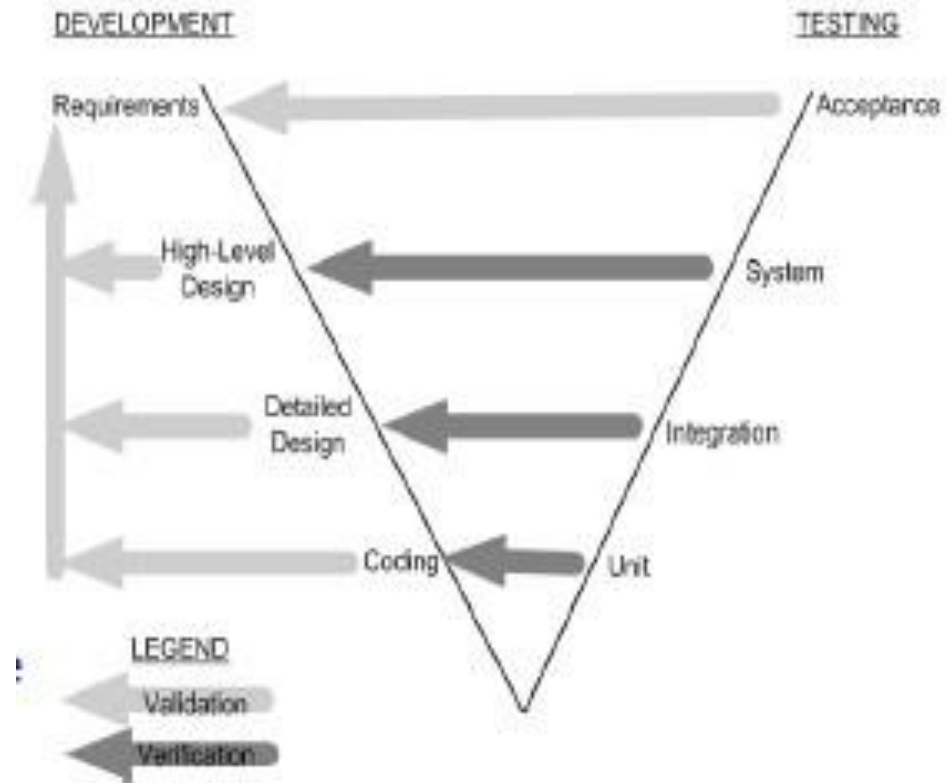 DEVELOPMENT
TESTING
Requirements
Acceptance
High-Level
Design
System
Detailed
Design
Integration
Coding
Unit
LEGEND
Validation
Verification